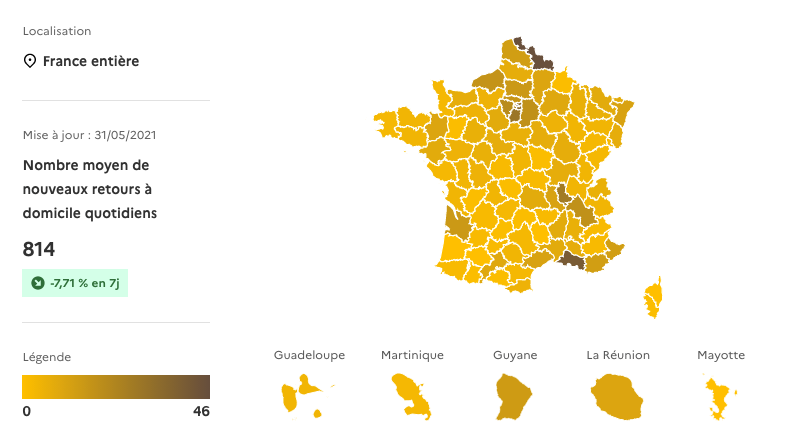 Localisation
France entière
Mise à jour : 31/05/2021
Nombre moyen de
nouveaux retours à
domicile quotidiens
814
-7,71 % en 7j
Légende
0 46
Guadeloupe
Martinique
Guyane
La Réunion
Mayotte